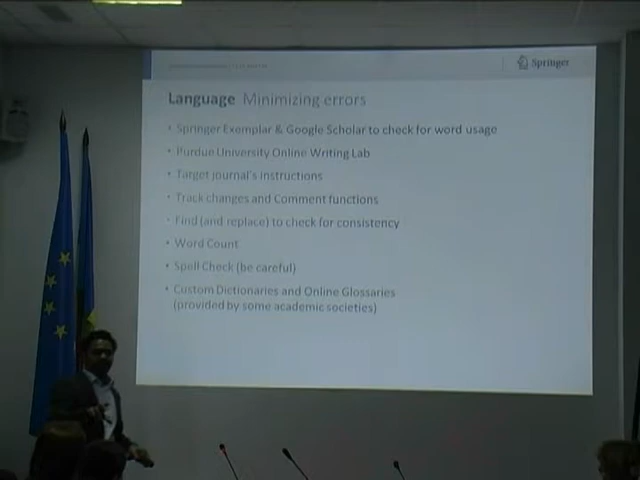 Springer
Language Minimizing errors
• Springer Exemplar & Google Scholar to check for word usage
• Purdue University Online Writing Lab
• Target journal's instructions
• Track changes and Comment functions
• Find (and replace) to check for consistency
• Word Count
• Spell Check (be careful)
• Custom Dictionaries and Online Glossaries
(provided by some academic societies)